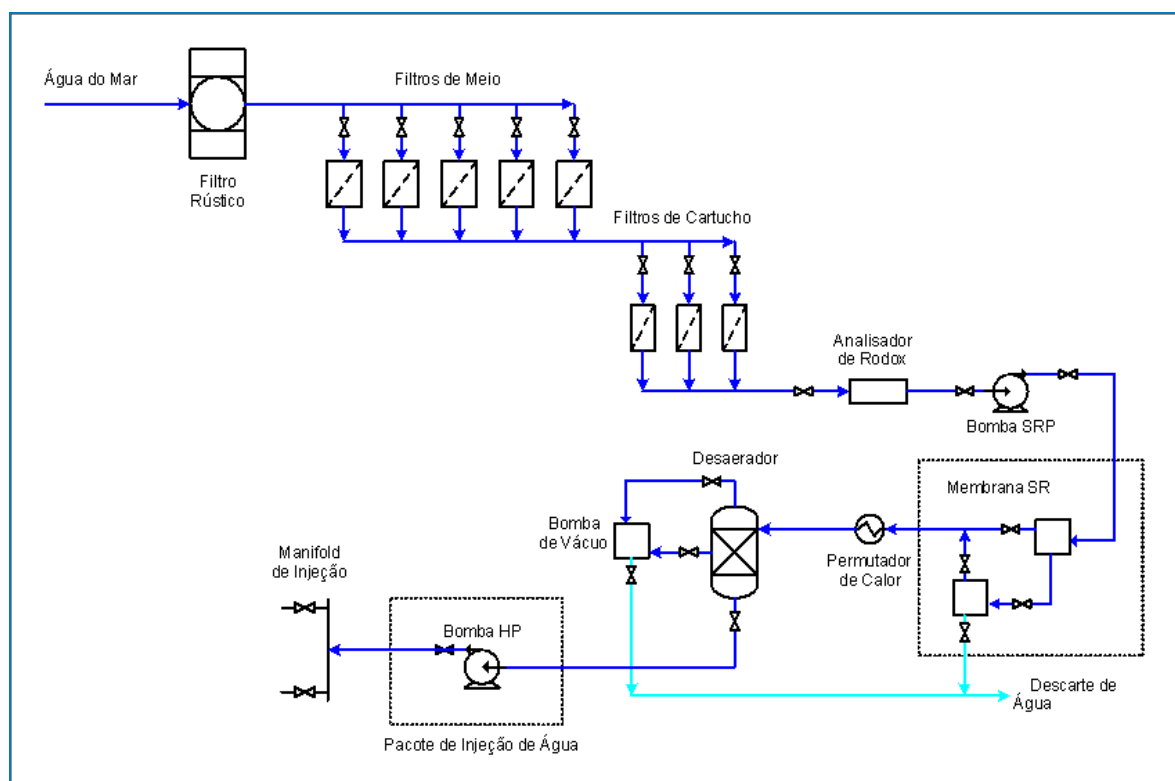 Água do Mar
Filtros de Meio
Filtro
Rústico
Filtros de Cartucho
Analisador
de Rodox
Bomba SRP
Desaerador
Membrana SR
Bomba
de Vácuo
Manifold
de Injeção
Permutador
de Calor
Bomba HP
Descarte de
Água
Pacote de Injeção de Água